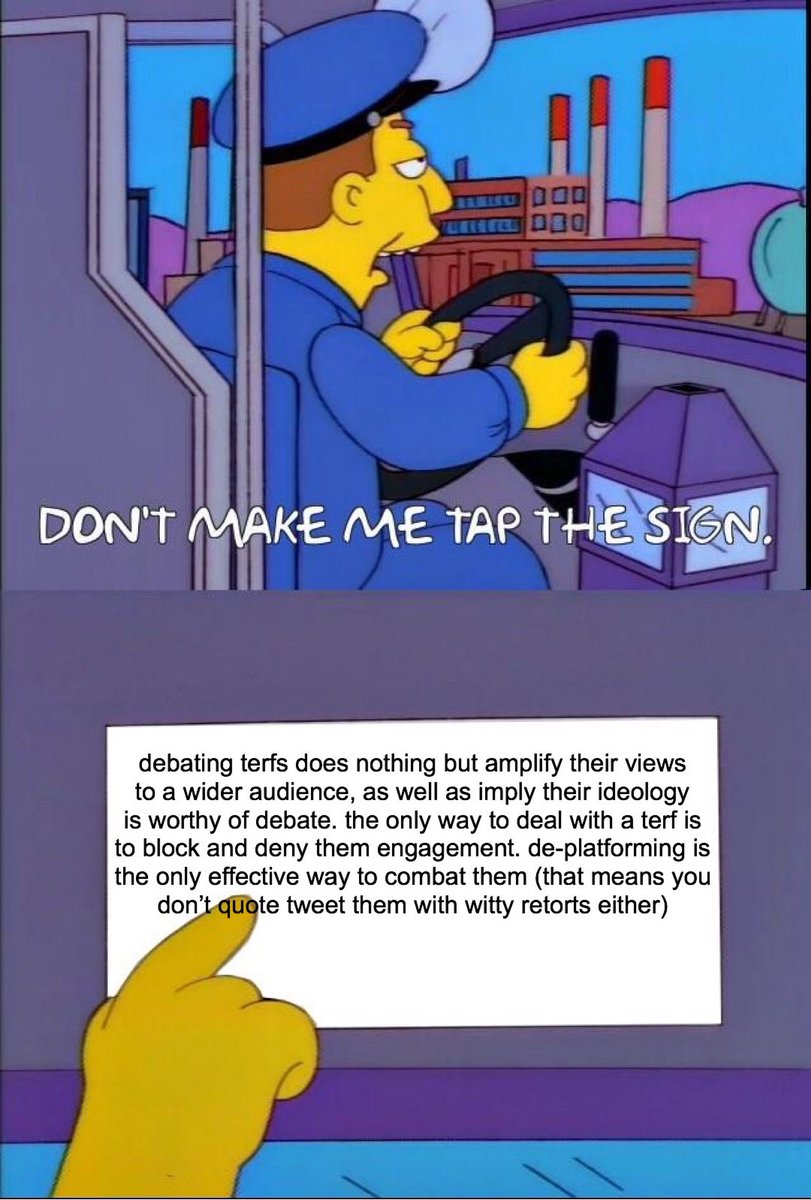 DON'T MAKE ME TAP THE SIGN.
debating terfs does nothing but amplify their views
to a wider audience, as well as imply their ideology
is worthy of debate. the only way to deal with a terf is
to block and deny them engagement. de-platforming is
the only effective way to combat them (that means you
don’t quote tweet them with witty retorts either)